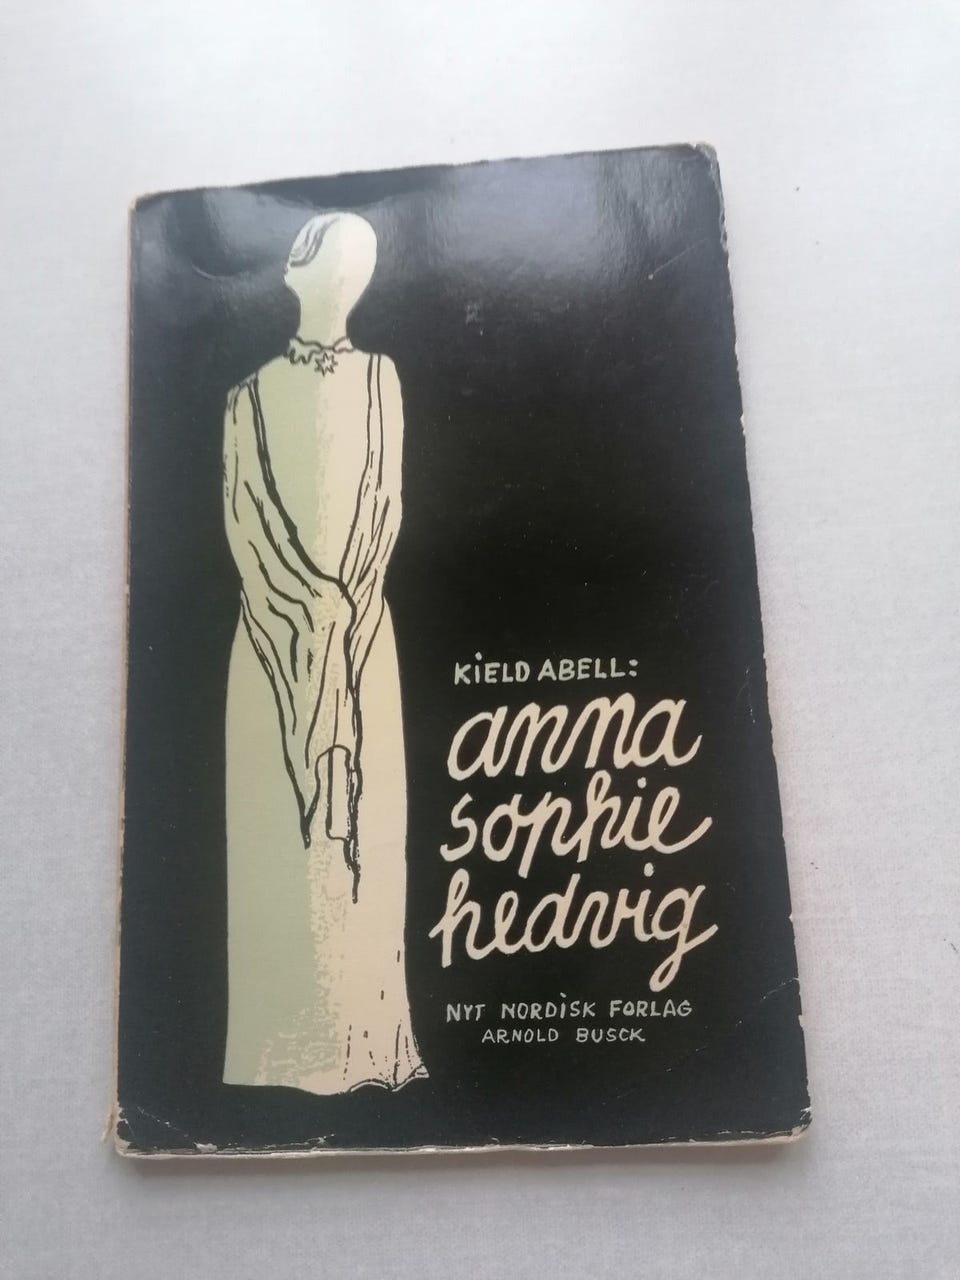 KiELD ABELL:
anna
sophie
hedvig
NYT NORDiSK FORLAG
ARNOLD BUSCK